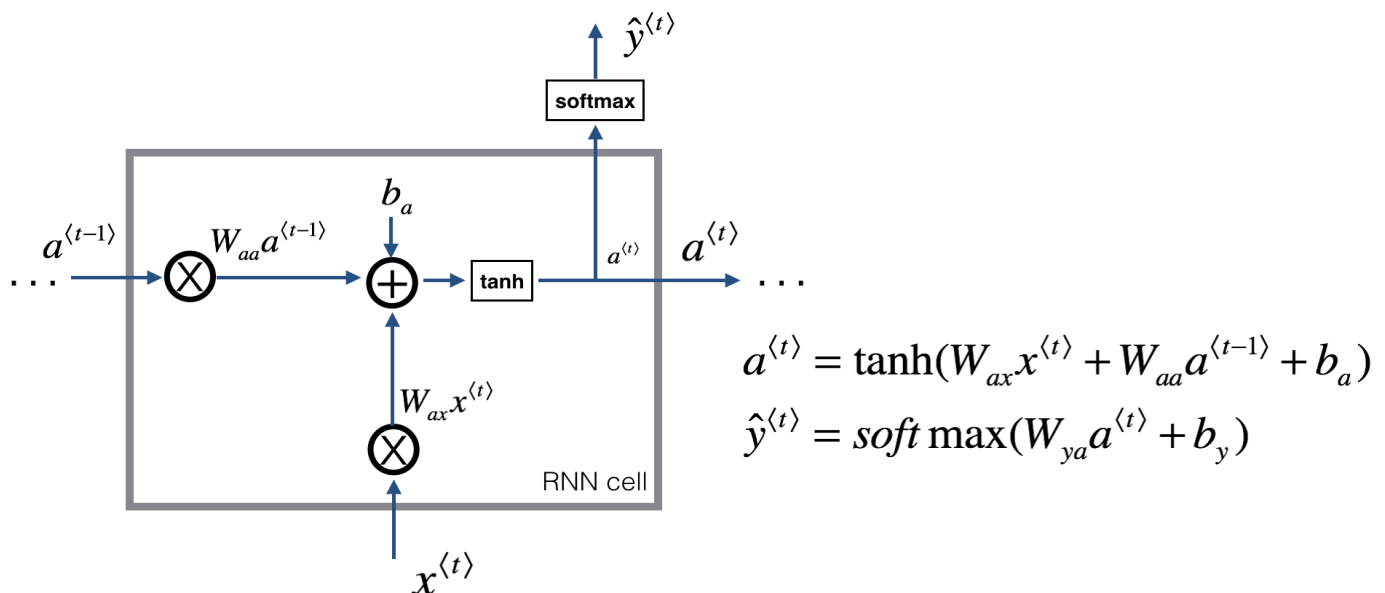 ŷ⟨t⟩
softmax
b_a
a⟨t−1⟩
W_aa a⟨t−1⟩
a⟨t⟩
a⟨t⟩
. . .
X
+
tanh
. . .
a⟨t⟩ = tanh(W_ax x⟨t⟩ + W_aa a⟨t−1⟩ + b_a)
W_ax x⟨t⟩
ŷ⟨t⟩ = soft max(W_ya a⟨t⟩ + b_y)
X
RNN cell
x⟨t⟩